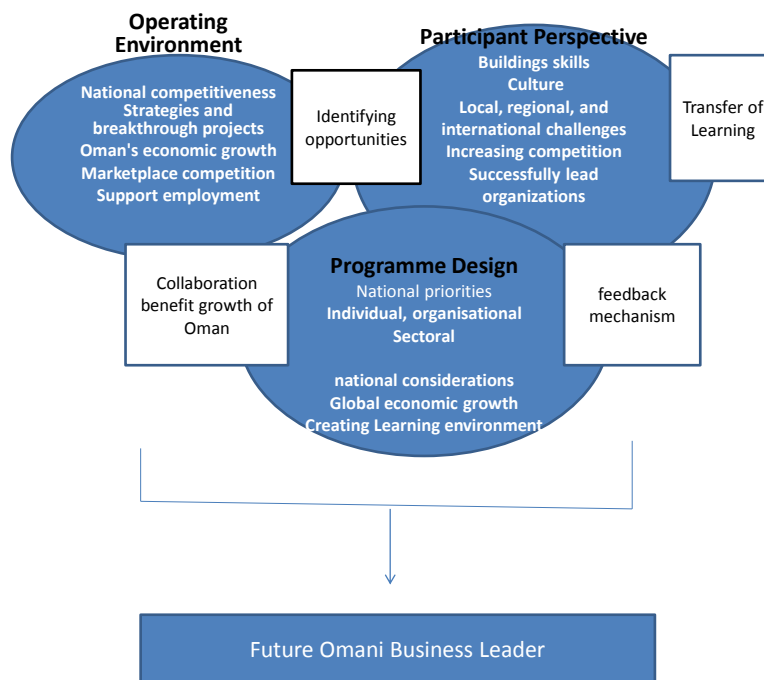 Operating
Environment
National competitiveness
Strategies and
breakthrough projects
Oman's economic growth
Marketplace competition
Support employment
Identifying
opportunities
Participant Perspective
Buildings skills
Culture
Local, regional, and
international challenges
Increasing competition
Successfully lead
organizations
Transfer of
Learning
Collaboration
benefit growth of
Oman
Programme Design
National priorities
Individual, organisational
Sectoral
national considerations
Global economic growth
Creating Learning environment
feedback
mechanism
Future Omani Business Leader